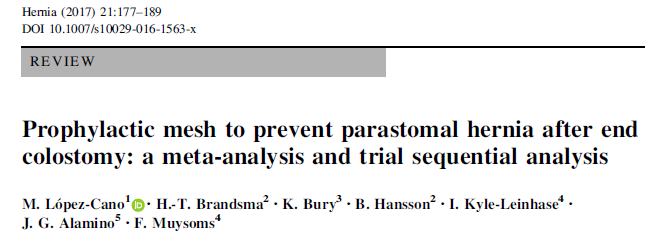 Hernia (2017) 21:177–189
DOI 10.1007/s10029-016-1563-x
REVIEW
Prophylactic mesh to prevent parastomal hernia after end
colostomy: a meta-analysis and trial sequential analysis
M. López-Cano1 iD · H.-T. Brandsma2 · K. Bury3 · B. Hansson2 · I. Kyle-Leinhase4 ·
J. G. Alamino5 · F. Muysoms4